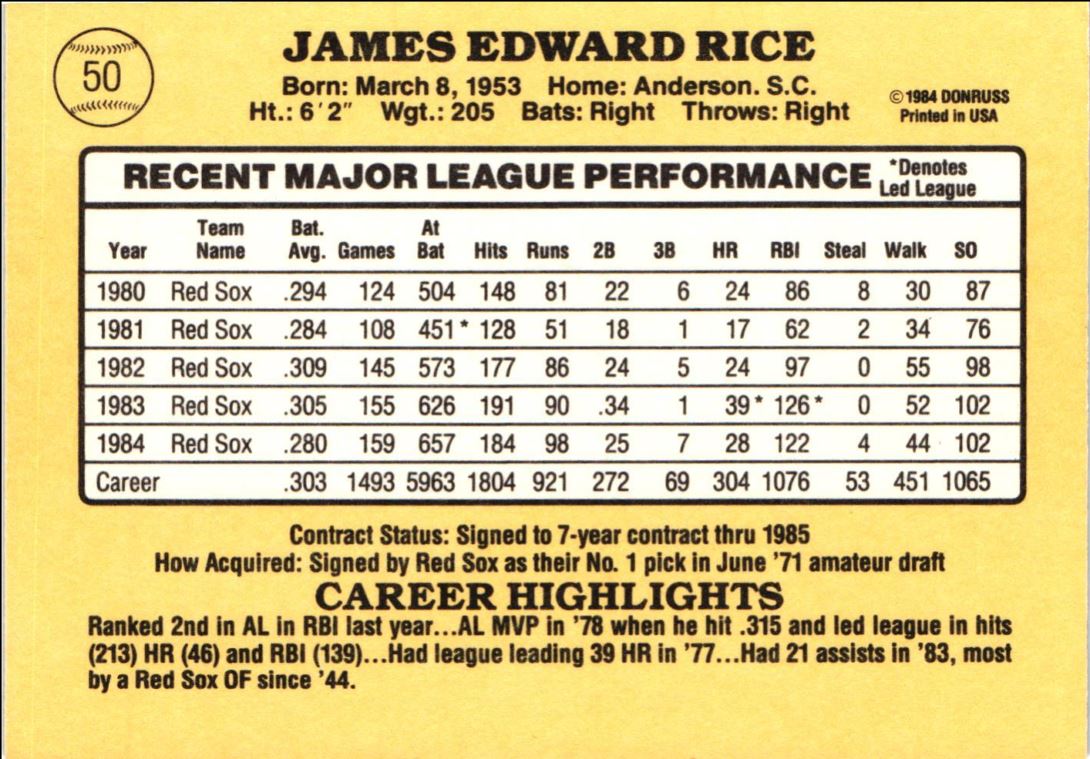 50
JAMES EDWARD RICE
Born: March 8, 1953 Home: Anderson. S.C.
Ht.: 6 ' 2" Wgt.: 205 Bats: Right Throws: Right
© 1984 DONRUSS
Printed in USA
RECENT MAJOR LEAGUE PERFORMANCE *Denotes Led League
Year Team Name Bat. Avg. Games At Bat Hits Runs 2B 3B HR RBI Steal Walk SO
1980 Red Sox .294 124 504 148 81 22 6 24 86 8 30 87
1981 Red Sox .284 108 451 * 128 51 18 1 17 62 2 34 76
1982 Red Sox .309 145 573 177 86 24 5 24 97 0 55 98
1983 Red Sox .305 155 626 191 90 .34 1 39 * 126 * 0 52 102
1984 Red Sox .280 159 657 184 98 25 7 28 122 4 44 102
Career .303 1493 5963 1804 921 272 69 304 1076 53 451 1065
Contract Status: Signed to 7-year contract thru 1985
How Acquired: Signed by Red Sox as their No. 1 pick in June '71 amateur draft
CAREER HIGHLIGHTS
Ranked 2nd in AL in RBI last year...AL MVP in '78 when he hit .315 and led league in hits
(213) HR (46) and RBI (139)...Had league leading 39 HR in '77...Had 21 assists in '83, most
by a Red Sox OF since '44.